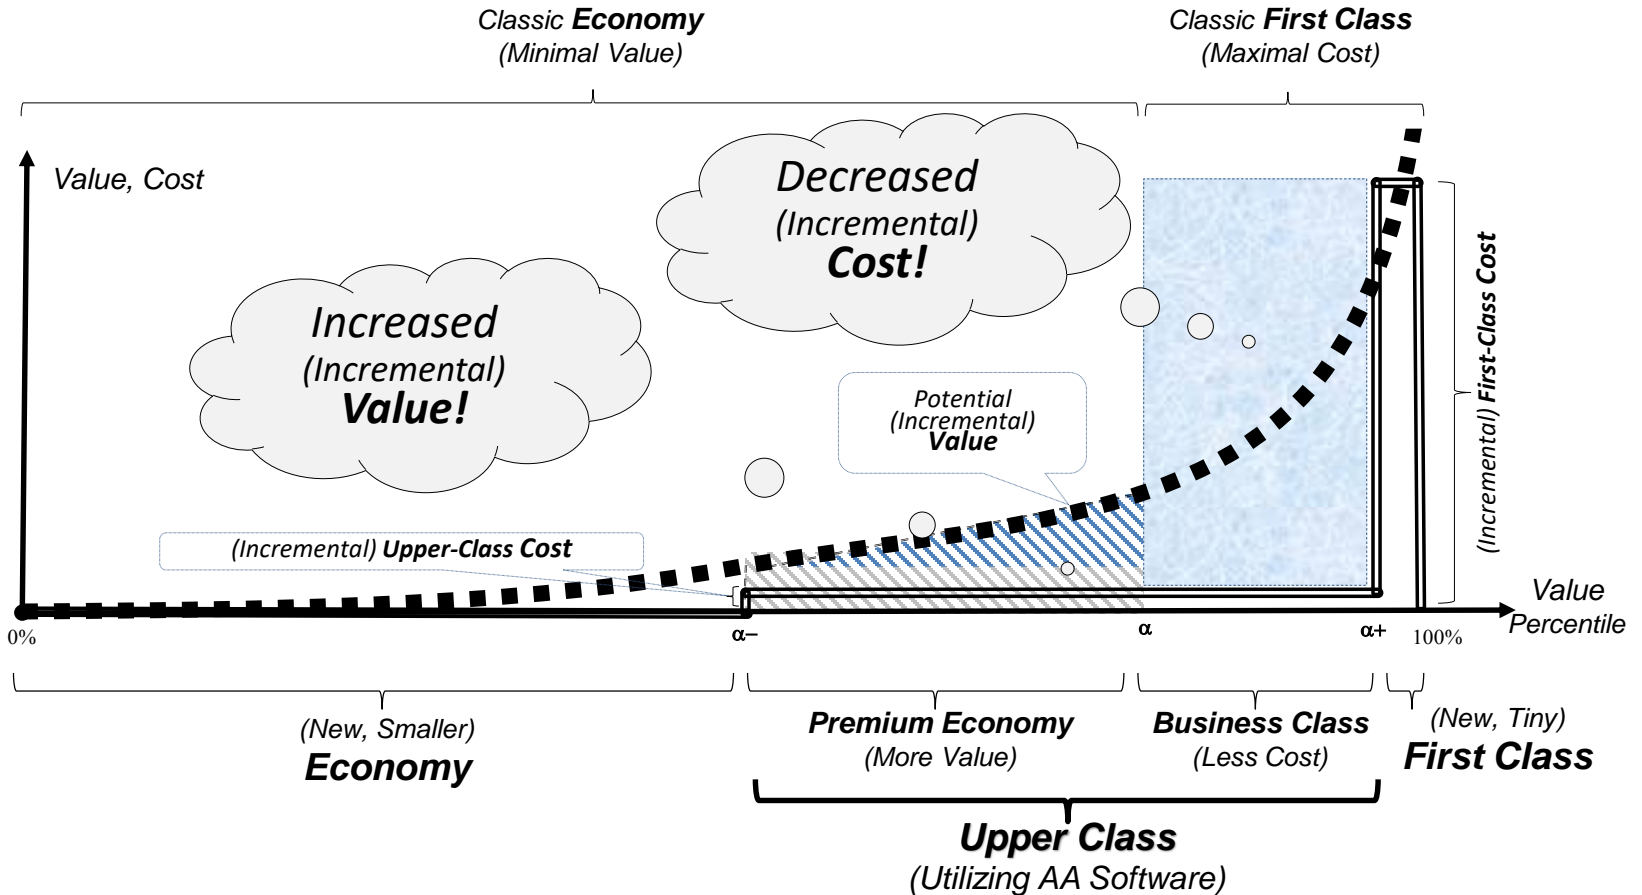 Classic Economy
(Minimal Value)
Classic First Class
(Maximal Cost)
Value, Cost
Decreased
(Incremental)
Cost!
Increased
(Incremental)
Value!
Potential
(Incremental)
Value
(Incremental) First-Class Cost
(Incremental) Upper-Class Cost
Value
Percentile
0%
α−
α
α+
100%
(New, Smaller)
Economy
Premium Economy
(More Value)
Business Class
(Less Cost)
(New, Tiny)
First Class
Upper Class
(Utilizing AA Software)